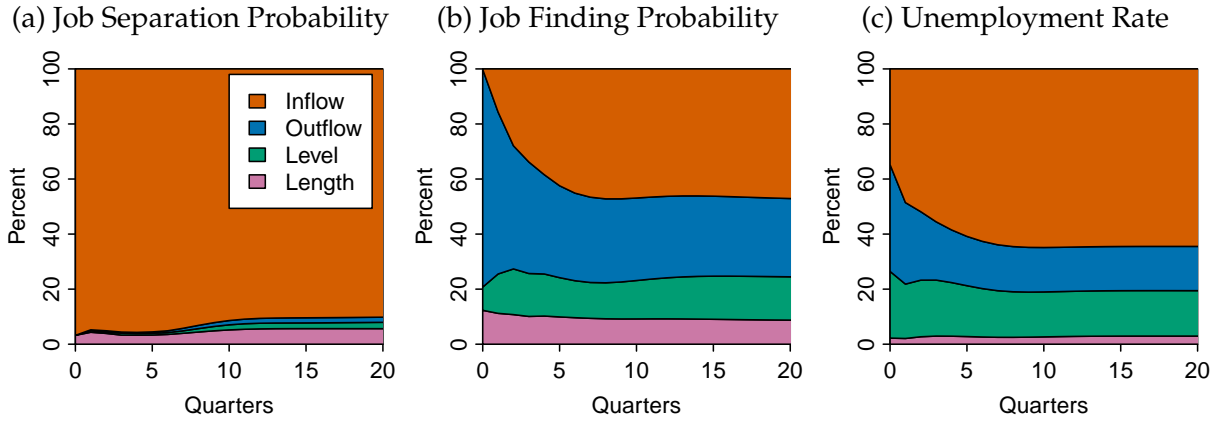 (a) Job Separation Probability
Percent
100
80
60
40
20
0
Inflow
Outflow
Level
Length
0 5 10 15 20
Quarters
(b) Job Finding Probability
Percent
100
80
60
40
20
0
0 5 10 15 20
Quarters
(c) Unemployment Rate
Percent
100
80
60
40
20
0
0 5 10 15 20
Quarters